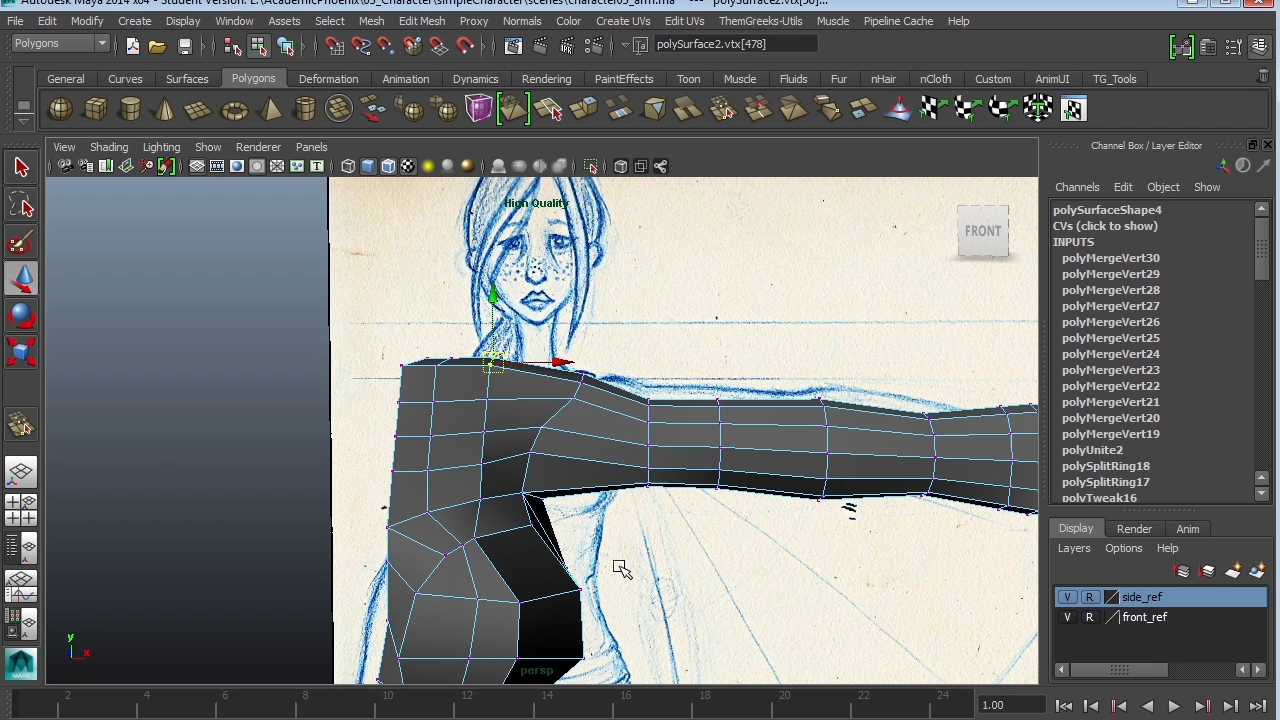 Autodesk Maya 2014 x64 - Student Version: E:\AcademicPhoenix\05_Character\simpleCharacter\scenes\character05_arm.ma --- polySurface2.vtx[50]...
File Edit Modify Create Display Window Assets Select Mesh Edit Mesh Proxy Normals Color Create UVs Edit UVs ThemGreeks-Utils Muscle Pipeline Cache Help
Polygons polySurface2.vtx[478]
General Curves Surfaces Polygons Deformation Animation Dynamics Rendering PaintEffects Toon Muscle Fluids Fur nHair nCloth Custom AnimUI TG_Tools
View Shading Lighting Show Renderer Panels
High Quality
FRONT
persp
y
x
Channel Box / Layer Editor
Channels Edit Object Show
polySurfaceShape4
CVs (click to show)
INPUTS
polyMergeVert30
polyMergeVert29
polyMergeVert28
polyMergeVert27
polyMergeVert26
polyMergeVert25
polyMergeVert24
polyMergeVert23
polyMergeVert22
polyMergeVert21
polyMergeVert20
polyMergeVert19
polyUnite2
polySplitRing18
polySplitRing17
polyTweak16
Display Render Anim
Layers Options Help
V R side_ref
V R front_ref
2 4 6 8 10 12 14 16 18 20 22 24 1.00